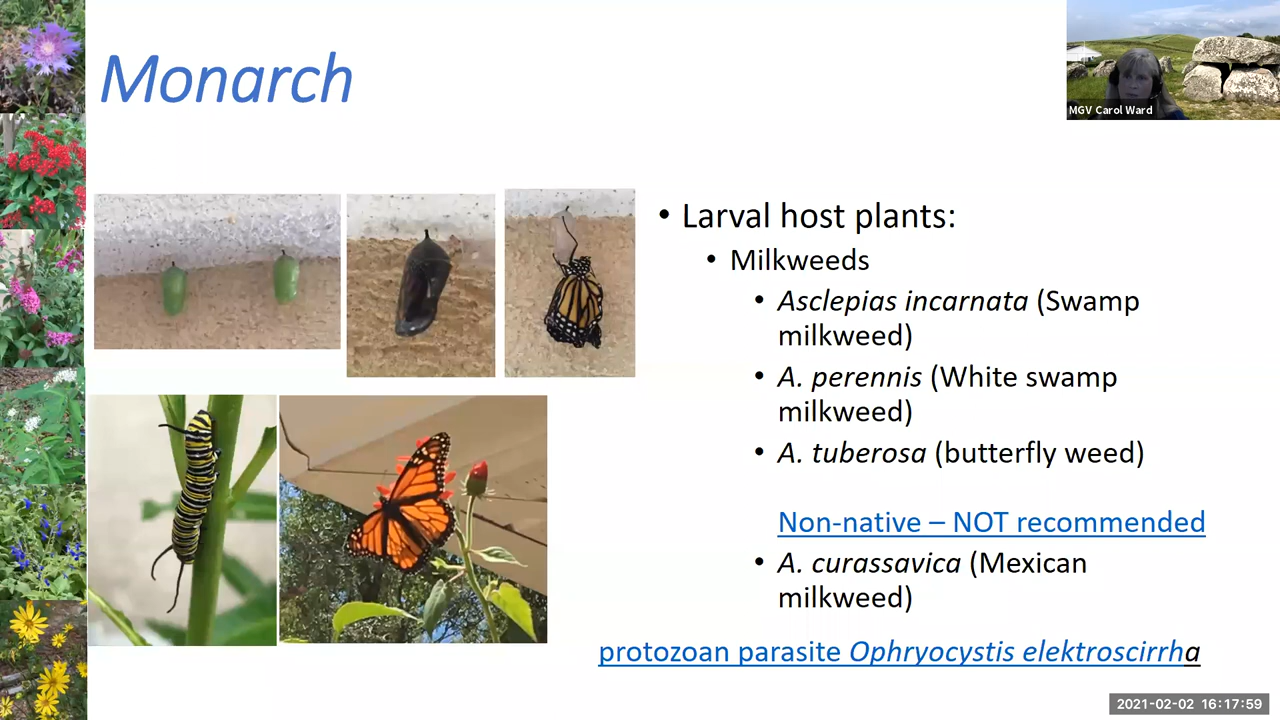 Monarch
MGV Carol Ward
• Larval host plants:
• Milkweeds
• Asclepias incarnata (Swamp
milkweed)
• A. perennis (White swamp
milkweed)
• A. tuberosa (butterfly weed)
Non-native – NOT recommended
• A. curassavica (Mexican
milkweed)
protozoan parasite Ophryocystis elektroscirrha
2021-02-02 16:17:59